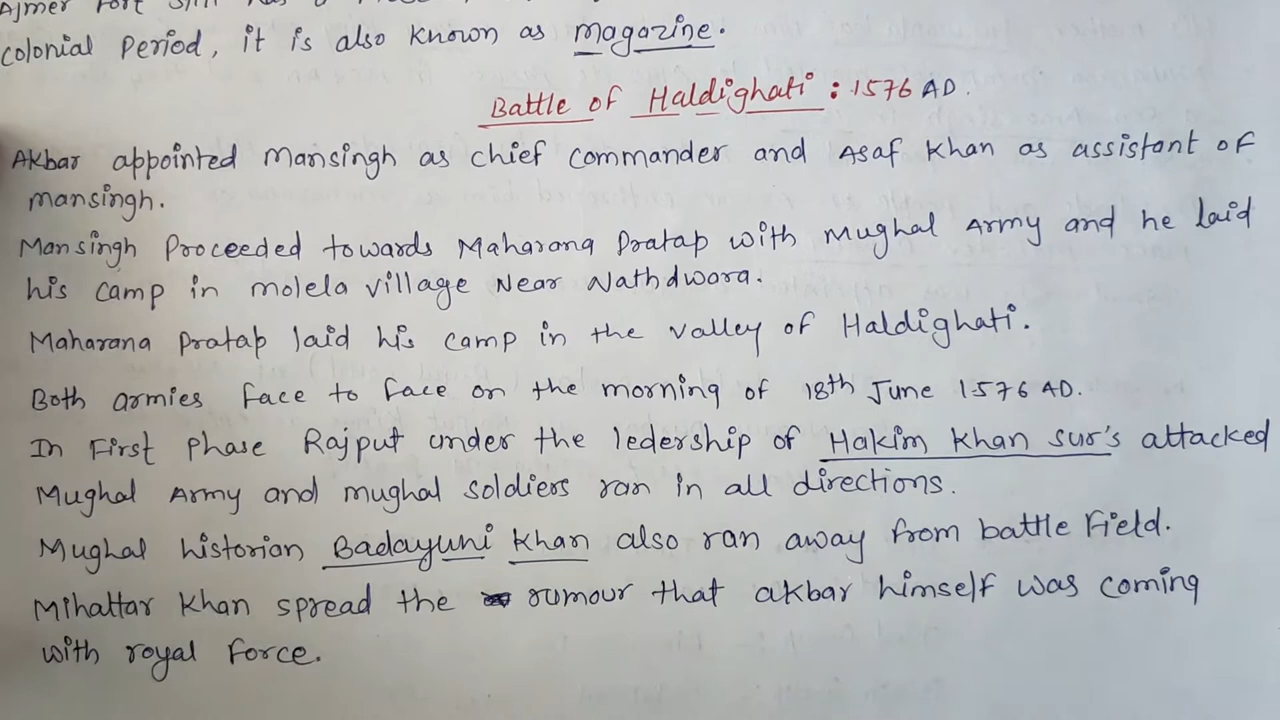 Ajmer Fort still has a
colonial Period, it is also known as magazine.
Battle of Haldighati : 1576 AD.
Akbar appointed Mansingh as chief commander and Asaf Khan as assistant of
mansingh.
Mansingh Proceeded towards Maharana Pratap with Mughal Army and he laid
his camp in molela village Near Nathdwara.
Maharana Pratap laid his camp in the valley of Haldighati.
Both armies face to face on the morning of 18th June 1576 AD.
In First Phase Rajput under the ledership of Hakim Khan sur's attacked
Mughal Army and mughal soldiers ran in all directions.
Mughal historian Badayuni Khan also ran away from battle Field.
Mihattar Khan spread the rumour that akbar himself was coming
with royal Force.